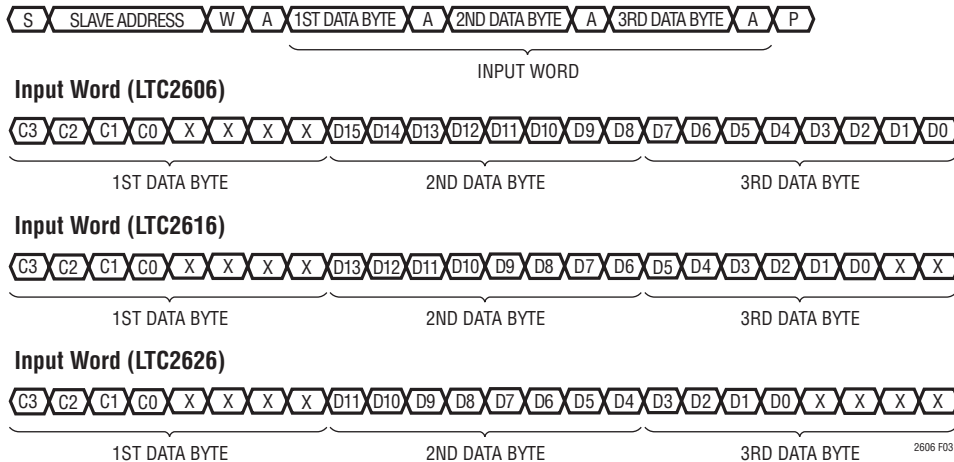 S SLAVE ADDRESS W A 1ST DATA BYTE A 2ND DATA BYTE A 3RD DATA BYTE A P
INPUT WORD
Input Word (LTC2606)
C3 C2 C1 C0 X X X X D15 D14 D13 D12 D11 D10 D9 D8 D7 D6 D5 D4 D3 D2 D1 D0
1ST DATA BYTE 2ND DATA BYTE 3RD DATA BYTE
Input Word (LTC2616)
C3 C2 C1 C0 X X X X D13 D12 D11 D10 D9 D8 D7 D6 D5 D4 D3 D2 D1 D0 X X
1ST DATA BYTE 2ND DATA BYTE 3RD DATA BYTE
Input Word (LTC2626)
C3 C2 C1 C0 X X X X D11 D10 D9 D8 D7 D6 D5 D4 D3 D2 D1 D0 X X X X
1ST DATA BYTE 2ND DATA BYTE 3RD DATA BYTE 2606 F03